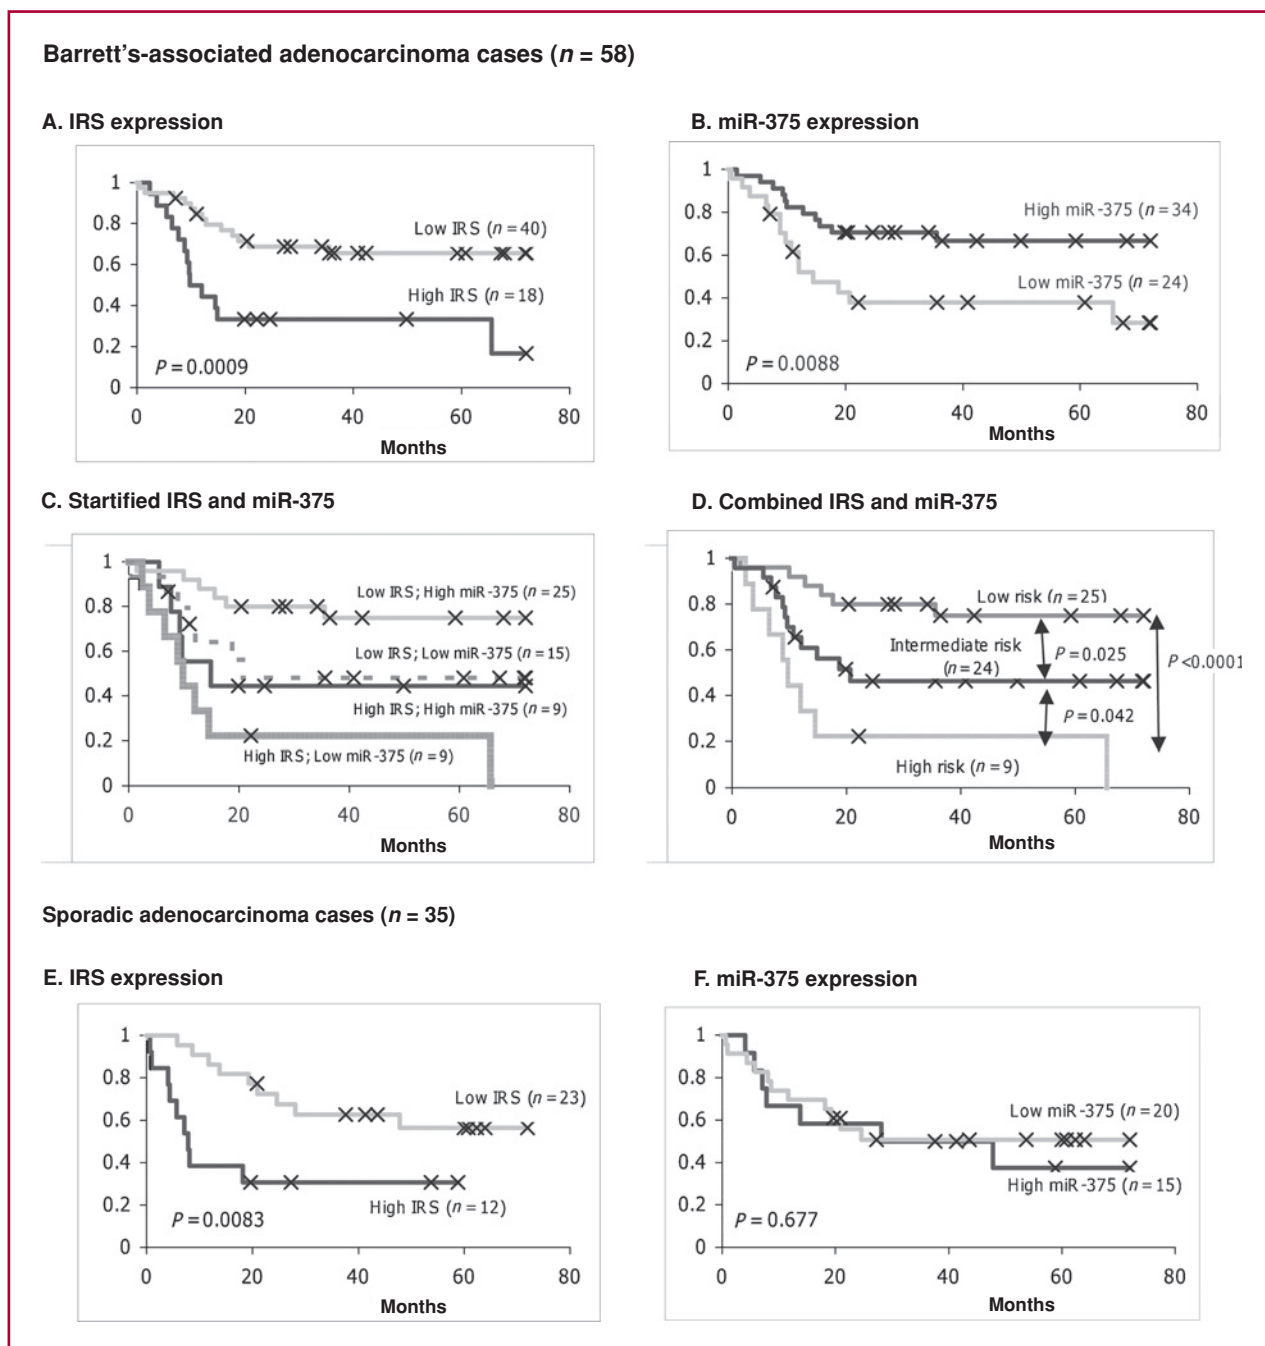 Barrett's-associated adenocarcinoma cases (n = 58)
A. IRS expression
1
0.8
0.6
0.4
0.2
0
0 20 40 60 80
Low IRS (n = 40)
High IRS (n = 18)
P = 0.0009
Months
B. miR-375 expression
1
0.8
0.6
0.4
0.2
0
0 20 40 60 80
High miR-375 (n = 34)
Low miR-375 (n = 24)
P = 0.0088
Months
C. Startified IRS and miR-375
1
0.8
0.6
0.4
0.2
0
0 20 40 60 80
Low IRS; High miR-375 (n = 25)
Low IRS; Low miR-375 (n = 15)
High IRS; High miR-375 (n = 9)
High IRS; Low miR-375 (n = 9)
Months
D. Combined IRS and miR-375
1
0.8
0.6
0.4
0.2
0
0 20 40 60 80
Low risk (n = 25)
Intermediate risk
(n = 24)
High risk (n = 9)
P = 0.025
P = 0.042
P <0.0001
Months
Sporadic adenocarcinoma cases (n = 35)
E. IRS expression
1
0.8
0.6
0.4
0.2
0
0 20 40 60 80
Low IRS (n = 23)
High IRS (n = 12)
P = 0.0083
Months
F. miR-375 expression
1
0.8
0.6
0.4
0.2
0
0 20 40 60 80
Low miR-375 (n = 20)
High miR-375 (n = 15)
P = 0.677
Months